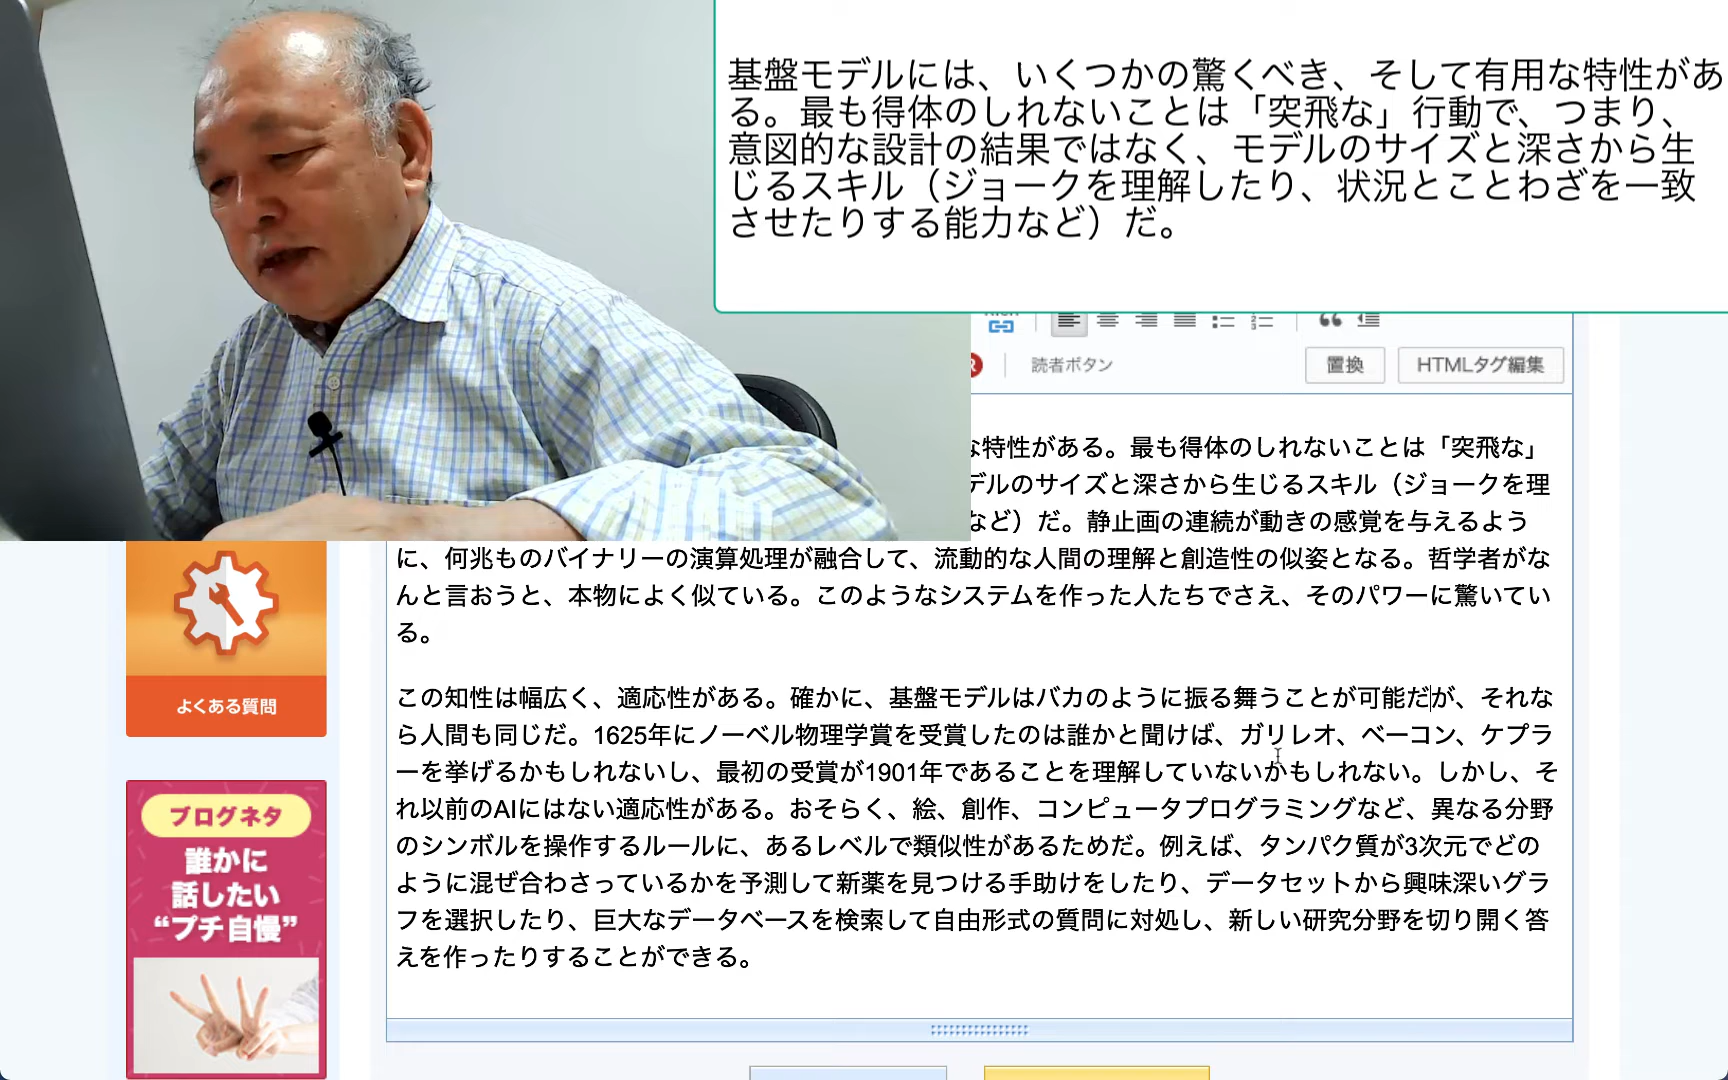 基盤モデルには、いくつかの驚くべき、そして有用な特性があ
る。最も得体のしれないことは「突飛な」行動で、つまり、
意図的な設計の結果ではなく、モデルのサイズと深さから生
じるスキル（ジョークを理解したり、状況とことわざを一致
させたりする能力など）だ。
読者ボタン
置換
HTMLタグ編集
な特性がある。最も得体のしれないことは「突飛な」
デルのサイズと深さから生じるスキル（ジョークを理
など）だ。静止画の連続が動きの感覚を与えるよう
に、何兆ものバイナリーの演算処理が融合して、流動的な人間の理解と創造性の似姿となる。哲学者がな
んと言おうと、本物によく似ている。このようなシステムを作った人たちでさえ、そのパワーに驚いてい
る。
この知性は幅広く、適応性がある。確かに、基盤モデルはバカのように振る舞うことが可能だが、それな
ら人間も同じだ。1625年にノーベル物理学賞を受賞したのは誰かと聞けば、ガリレオ、ベーコン、ケプラ
ーを挙げるかもしれないし、最初の受賞が1901年であることを理解していないかもしれない。しかし、そ
れ以前のAIにはない適応性がある。おそらく、絵、創作、コンピュータプログラミングなど、異なる分野
のシンボルを操作するルールに、あるレベルで類似性があるためだ。例えば、タンパク質が3次元でどの
ように混ぜ合わさっているかを予測して新薬を見つける手助けをしたり、データセットから興味深いグラ
フを選択したり、巨大なデータベースを検索して自由形式の質問に対処し、新しい研究分野を切り開く答
えを作ったりすることができる。
よくある質問
ブログネタ
誰かに
話したい
“プチ自慢”